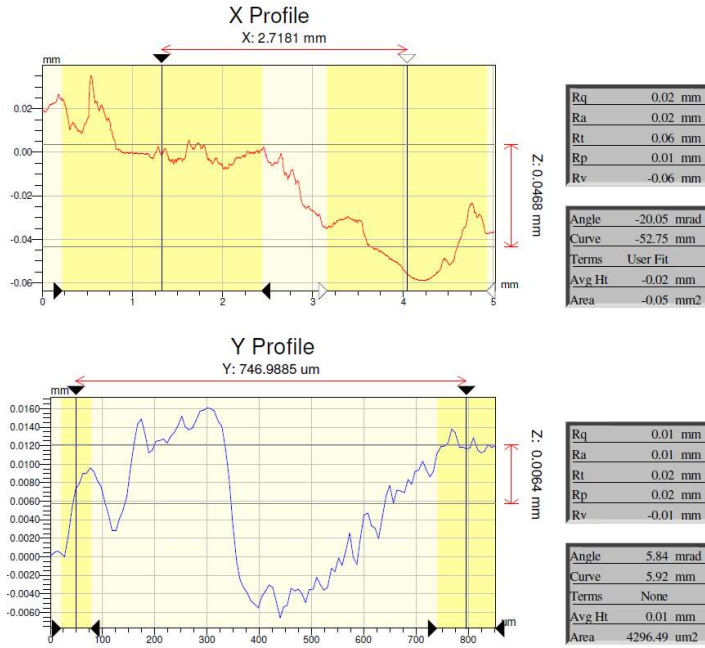 X Profile
X: 2.7181 mm
mm
0.02
0.00
-0.02
-0.04
-0.06
0 1 2 3 4 5
mm
Z: 0.0468 mm
Rq 0.02 mm
Ra 0.02 mm
Rt 0.06 mm
Rp 0.01 mm
Rv -0.06 mm
Angle -20.05 mrad
Curve -52.75 mm
Terms User Fit
Avg Ht -0.02 mm
Area -0.05 mm2
Y Profile
Y: 746.9885 um
mm
0.0160
0.0140
0.0120
0.0100
0.0080
0.0060
0.0040
0.0020
0.0000
-0.0020
-0.0040
-0.0060
0 100 200 300 400 500 600 700 800
um
Z: 0.0064 mm
Rq 0.01 mm
Ra 0.01 mm
Rt 0.02 mm
Rp 0.02 mm
Rv -0.01 mm
Angle 5.84 mrad
Curve 5.92 mm
Terms None
Avg Ht 0.01 mm
Area 4296.49 um2